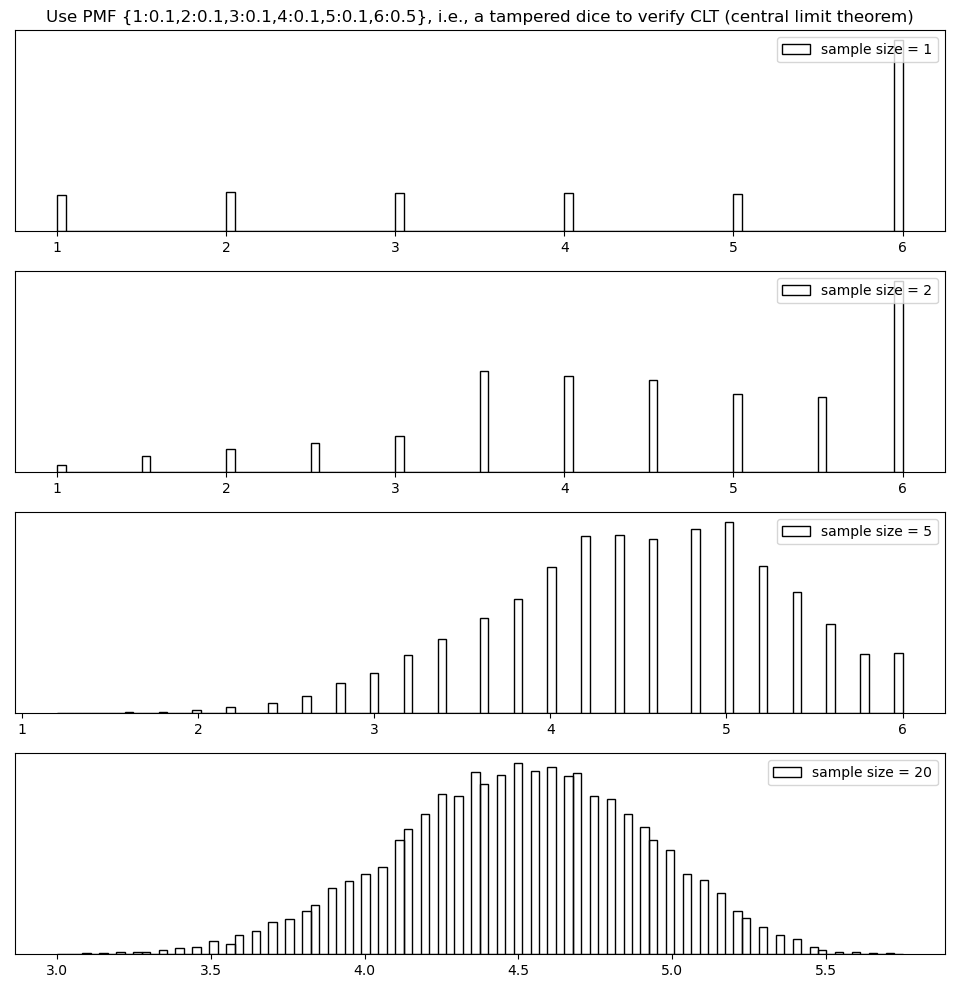 Use PMF {1:0.1,2:0.1,3:0.1,4:0.1,5:0.1,6:0.5}, i.e., a tampered dice to verify CLT (central limit theorem)
sample size = 1
1 2 3 4 5 6
sample size = 2
1 2 3 4 5 6
sample size = 5
1 2 3 4 5 6
sample size = 20
3.0 3.5 4.0 4.5 5.0 5.5